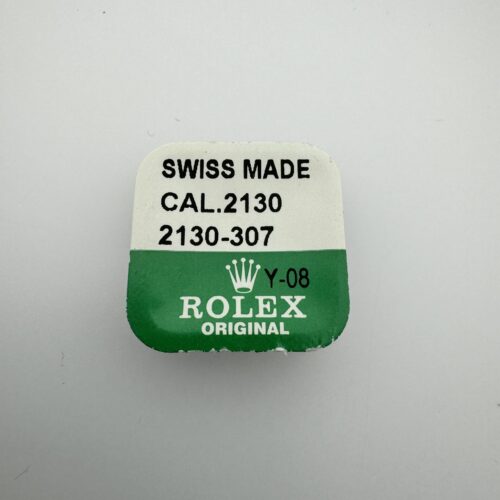 SWISS MADE
CAL.2130
2130-307
Y-08
ROLEX
ORIGINAL